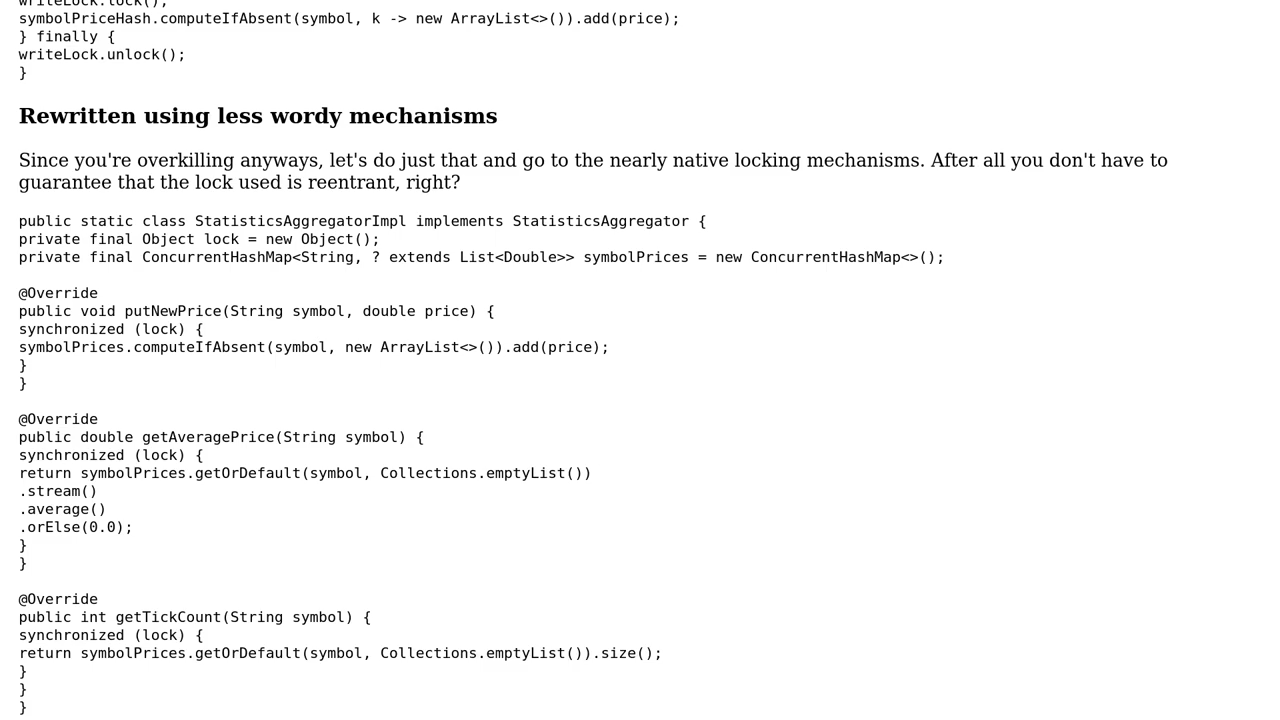 writeLock.lock();
symbolPriceHash.computeIfAbsent(symbol, k -> new ArrayList<>()).add(price);
} finally {
writeLock.unlock();
}
Rewritten using less wordy mechanisms
Since you're overkilling anyways, let's do just that and go to the nearly native locking mechanisms. After all you don't have to
guarantee that the lock used is reentrant, right?
public static class StatisticsAggregatorImpl implements StatisticsAggregator {
private final Object lock = new Object();
private final ConcurrentHashMap<String, ? extends List<Double>> symbolPrices = new ConcurrentHashMap<>();
@Override
public void putNewPrice(String symbol, double price) {
synchronized (lock) {
symbolPrices.computeIfAbsent(symbol, new ArrayList<>()).add(price);
}
}
@Override
public double getAveragePrice(String symbol) {
synchronized (lock) {
return symbolPrices.getOrDefault(symbol, Collections.emptyList())
.stream()
.average()
.orElse(0.0);
}
}
@Override
public int getTickCount(String symbol) {
synchronized (lock) {
return symbolPrices.getOrDefault(symbol, Collections.emptyList()).size();
}
}
}